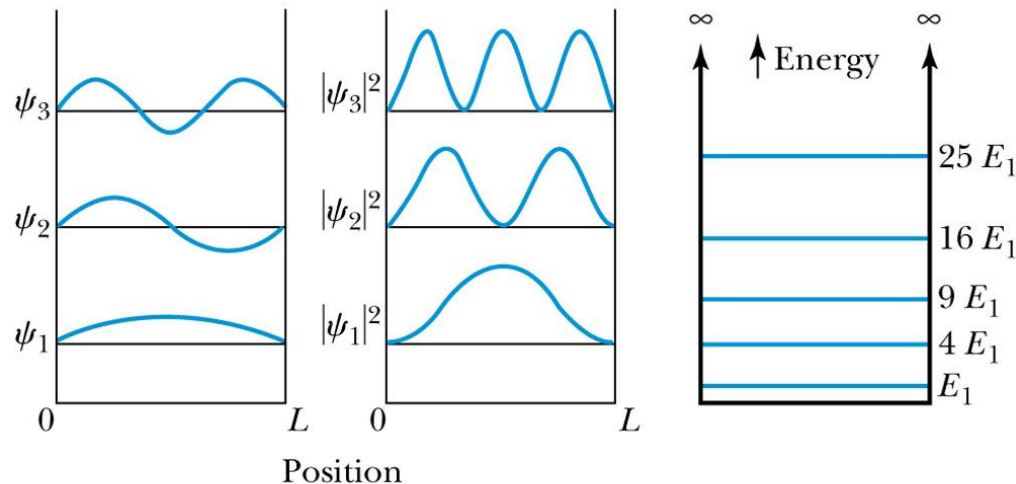 ψ₃
ψ₂
ψ₁
0
L
|ψ₃|²
|ψ₂|²
|ψ₁|²
0
L
Position
∞
∞
Energy
25 E₁
16 E₁
9 E₁
4 E₁
E₁